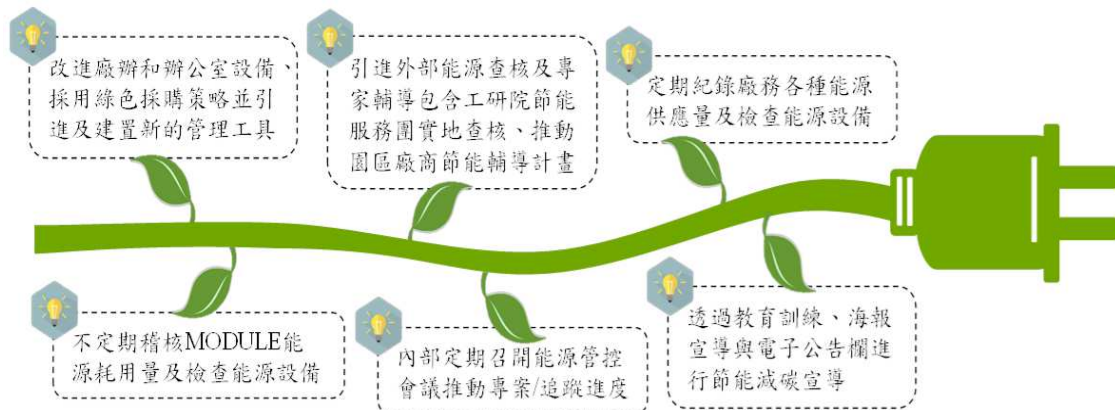 改進廠辦和辦公室設備、
採用綠色採購策略並引
進及建置新的管理工具
引進外部能源查核及專
家輔導包含工研院節能
服務團實地查核、推動
園區廠商節能輔導計畫
定期紀錄廠務各種能源
供應量及檢查能源設備
不定期稽核MODULE能
源耗用量及檢查能源設備
內部定期召開能源管控
會議推動專案/追蹤進度
透過教育訓練、海報
宣導與電子公告欄進
行節能減碳宣導